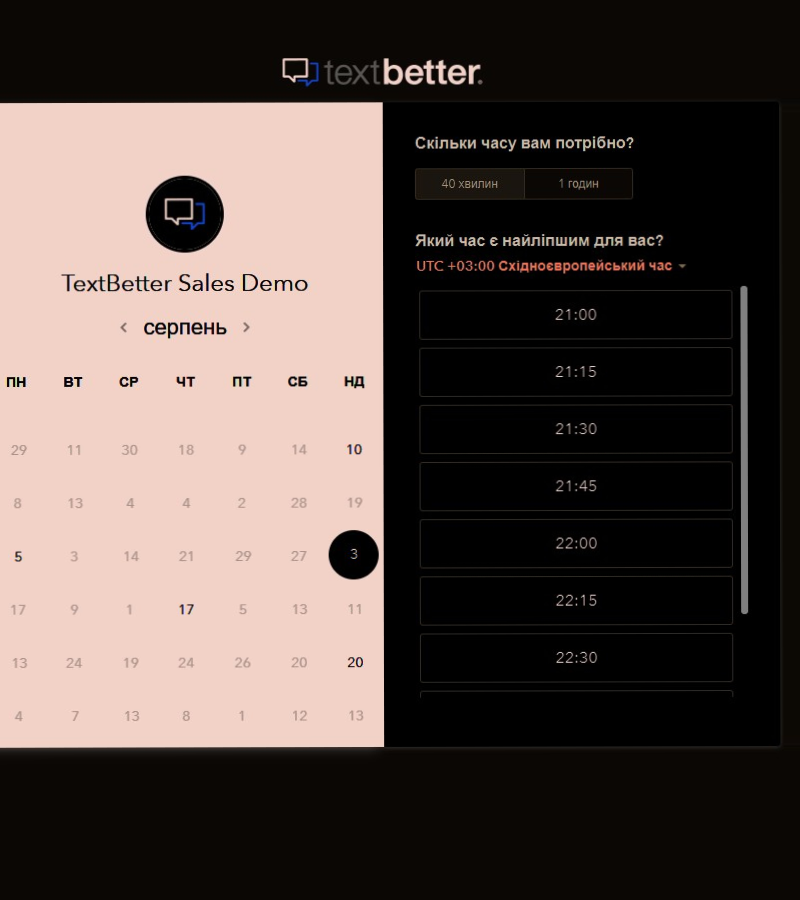 textbetter.
TextBetter Sales Demo
серпень
ПН ВТ СР ЧТ ПТ СБ НД
29 11 30 18 9 14 10
8 13 4 4 2 28 19
5 3 14 21 29 27 3
17 9 1 17 5 13 11
13 24 19 24 26 20 20
4 7 13 8 1 12 13
Скільки часу вам потрібно?
40 хвилин 1 годин
Який час є найліпшим для вас?
UTC +03:00 Східноєвропейський час
21:00
21:15
21:30
21:45
22:00
22:15
22:30